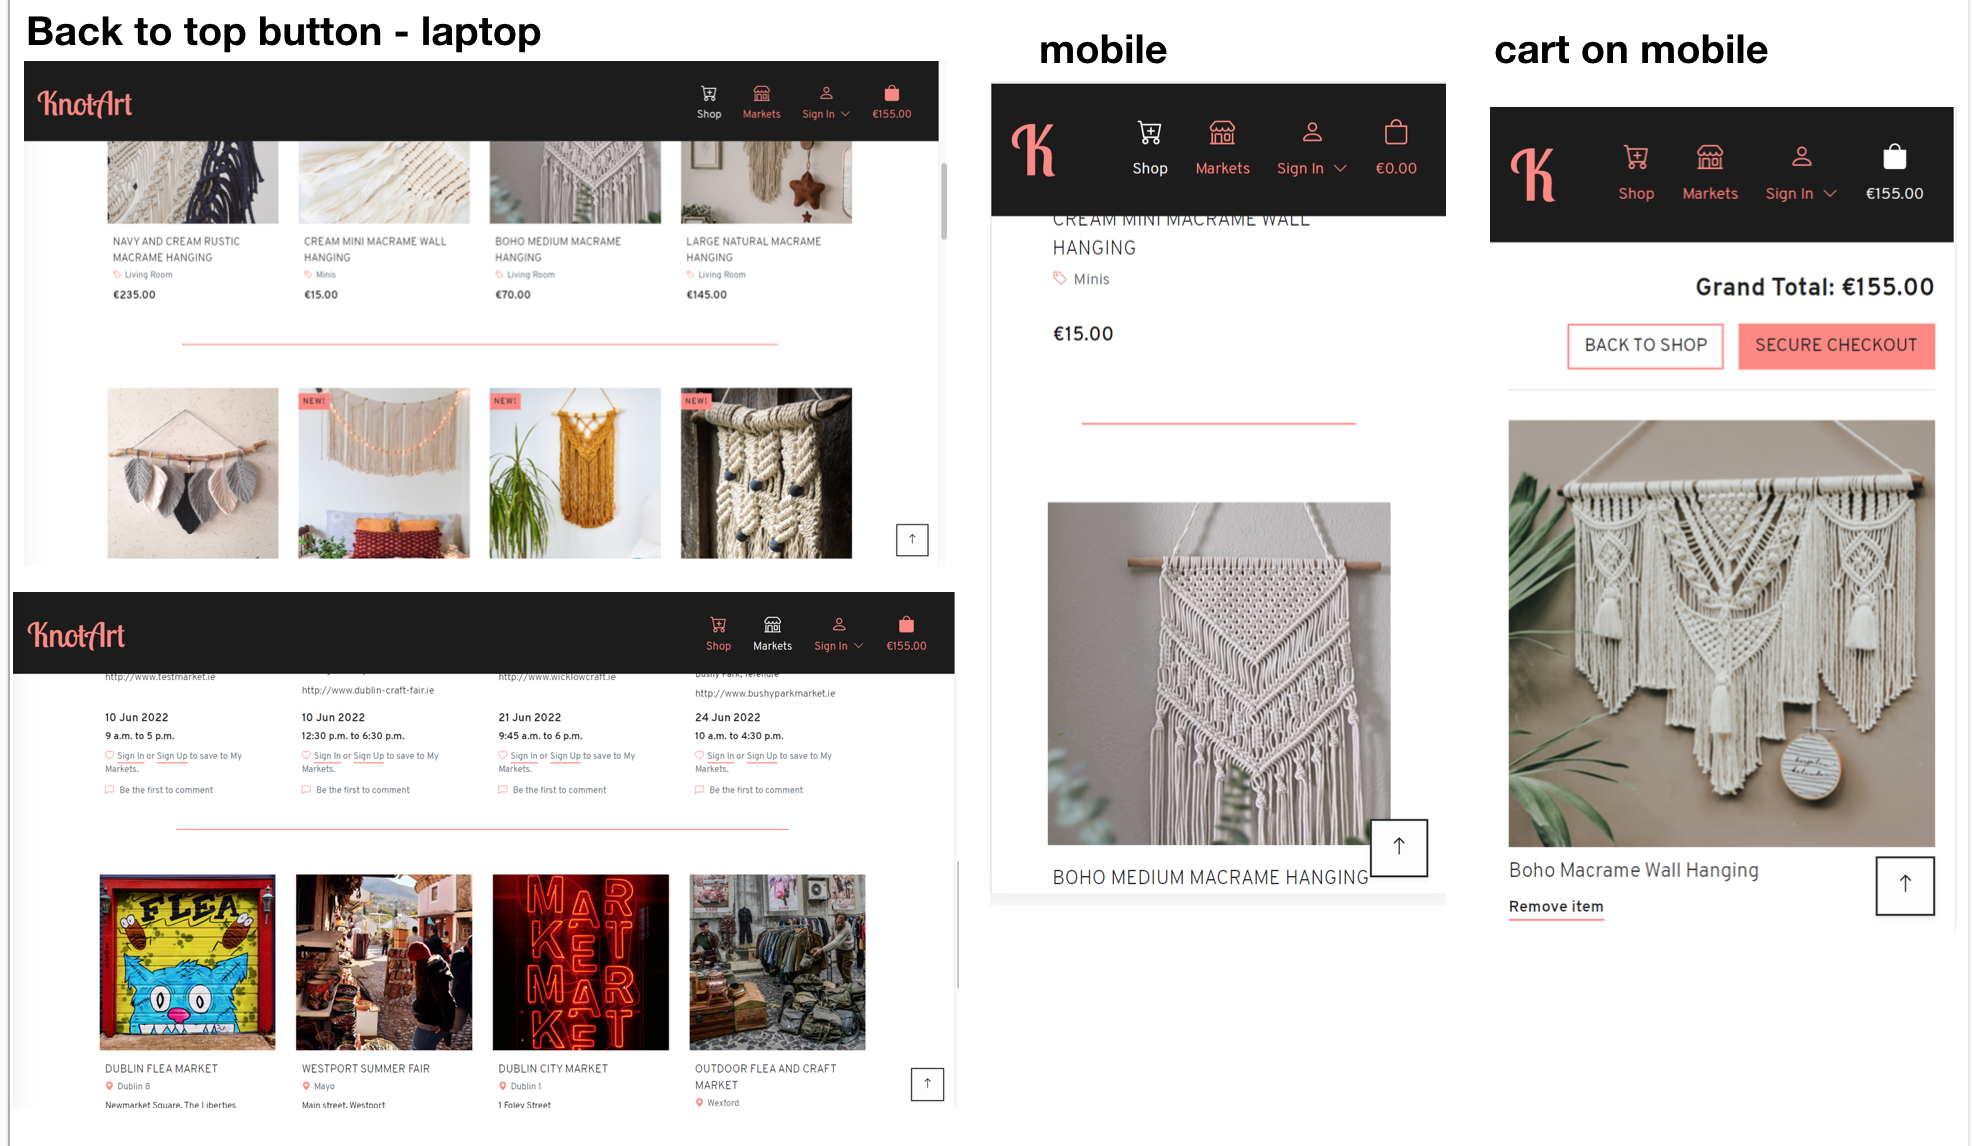 Back to top button - laptop
mobile
cart on mobile
KnotArt
Shop
Markets
Sign In
€155.00
NAVY AND CREAM RUSTIC
MACRAME HANGING
Living Room
€235.00
CREAM MINI MACRAME WALL
HANGING
Minis
€15.00
BOHO MEDIUM MACRAME
HANGING
Living Room
€70.00
LARGE NATURAL MACRAME
HANGING
Living Room
€145.00
NEW!
NEW!
NEW!
KnotArt
Shop
Markets
Sign In
€155.00
http://www.testmarket.ie
10 Jun 2022
9 a.m. to 5 p.m.
Sign In or Sign Up to save to My
Markets.
Be the first to comment
http://www.dublin-craft-fair.ie
10 Jun 2022
12:30 p.m. to 6:30 p.m.
Sign In or Sign Up to save to My
Markets.
Be the first to comment
http://www.wicklowcraft.ie
21 Jun 2022
9:45 a.m. to 6 p.m.
Sign In or Sign Up to save to My
Markets.
Be the first to comment
Bushy Park, Terenure
http://www.bushyparkmarket.ie
24 Jun 2022
10 a.m. to 4:30 p.m.
Sign In or Sign Up to save to My
Markets.
Be the first to comment
FLEA
MAR
KET
MAR
KET
DUBLIN FLEA MARKET
Dublin 8
Newmarket Square, The Liberties
WESTPORT SUMMER FAIR
Mayo
Main street, Westport
DUBLIN CITY MARKET
Dublin 1
1 Foley Street
OUTDOOR FLEA AND CRAFT
MARKET
Wexford
K
Shop
Markets
Sign In
€0.00
CREAM MINI MACRAME WALL
HANGING
Minis
€15.00
BOHO MEDIUM MACRAME HANGING
K
Shop
Markets
Sign In
€155.00
Grand Total: €155.00
BACK TO SHOP
SECURE CHECKOUT
Boho Macrame Wall Hanging
Remove item